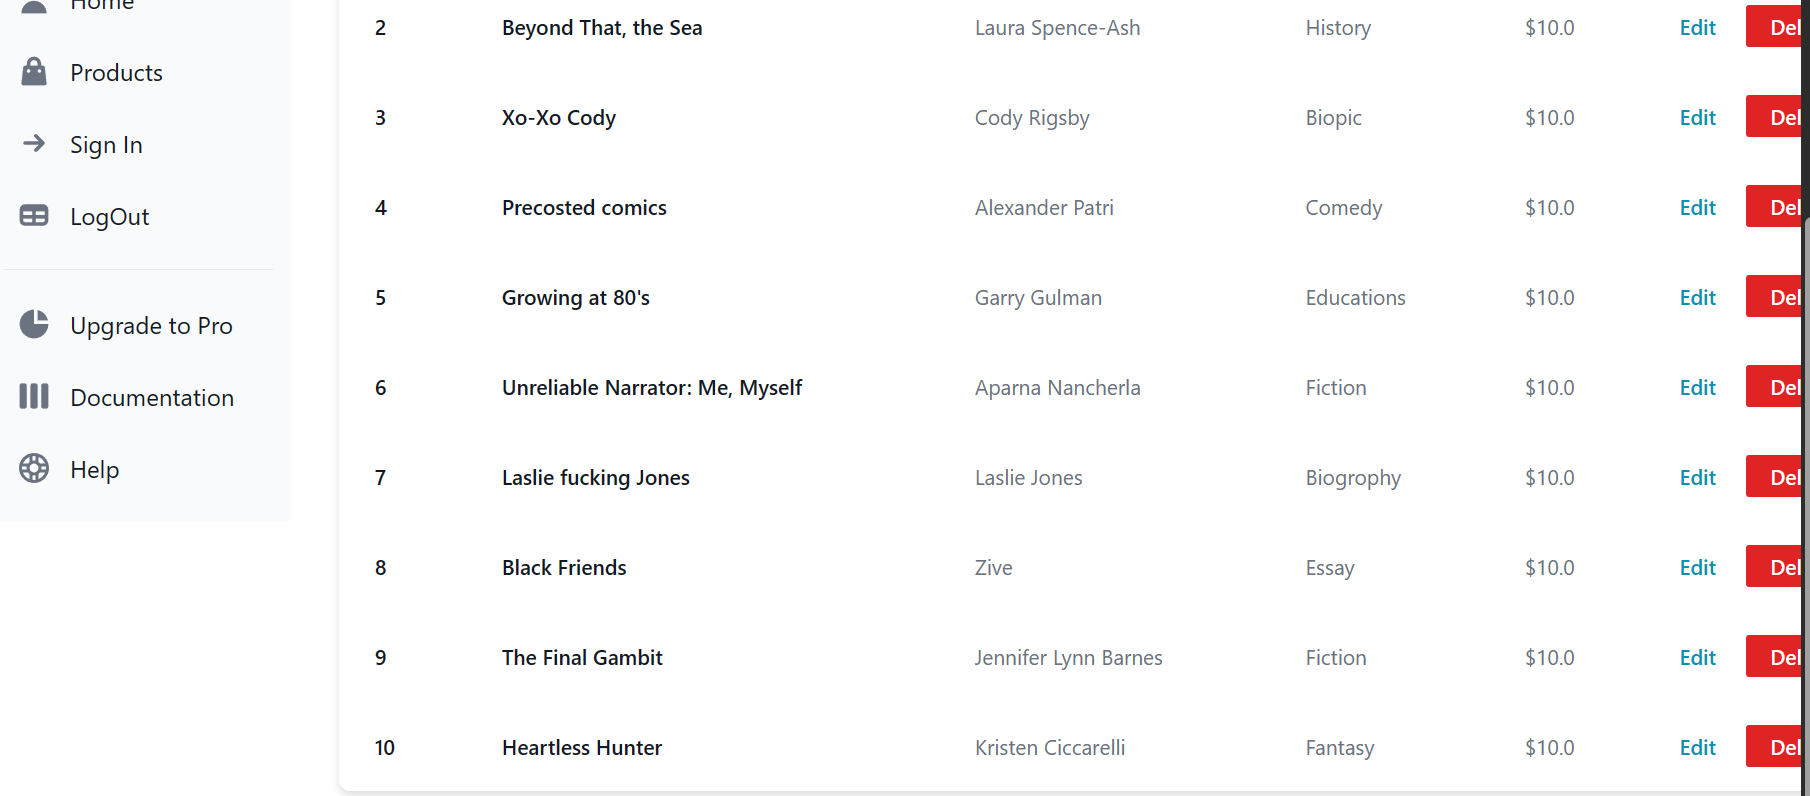 Home
Products
Sign In
LogOut
Upgrade to Pro
Documentation
Help
2 Beyond That, the Sea Laura Spence-Ash History $10.0 Edit Del
3 Xo-Xo Cody Cody Rigsby Biopic $10.0 Edit Del
4 Precosted comics Alexander Patri Comedy $10.0 Edit Del
5 Growing at 80's Garry Gulman Educations $10.0 Edit Del
6 Unreliable Narrator: Me, Myself Aparna Nancherla Fiction $10.0 Edit Del
7 Laslie fucking Jones Laslie Jones Biogrophy $10.0 Edit Del
8 Black Friends Zive Essay $10.0 Edit Del
9 The Final Gambit Jennifer Lynn Barnes Fiction $10.0 Edit Del
10 Heartless Hunter Kristen Ciccarelli Fantasy $10.0 Edit Del